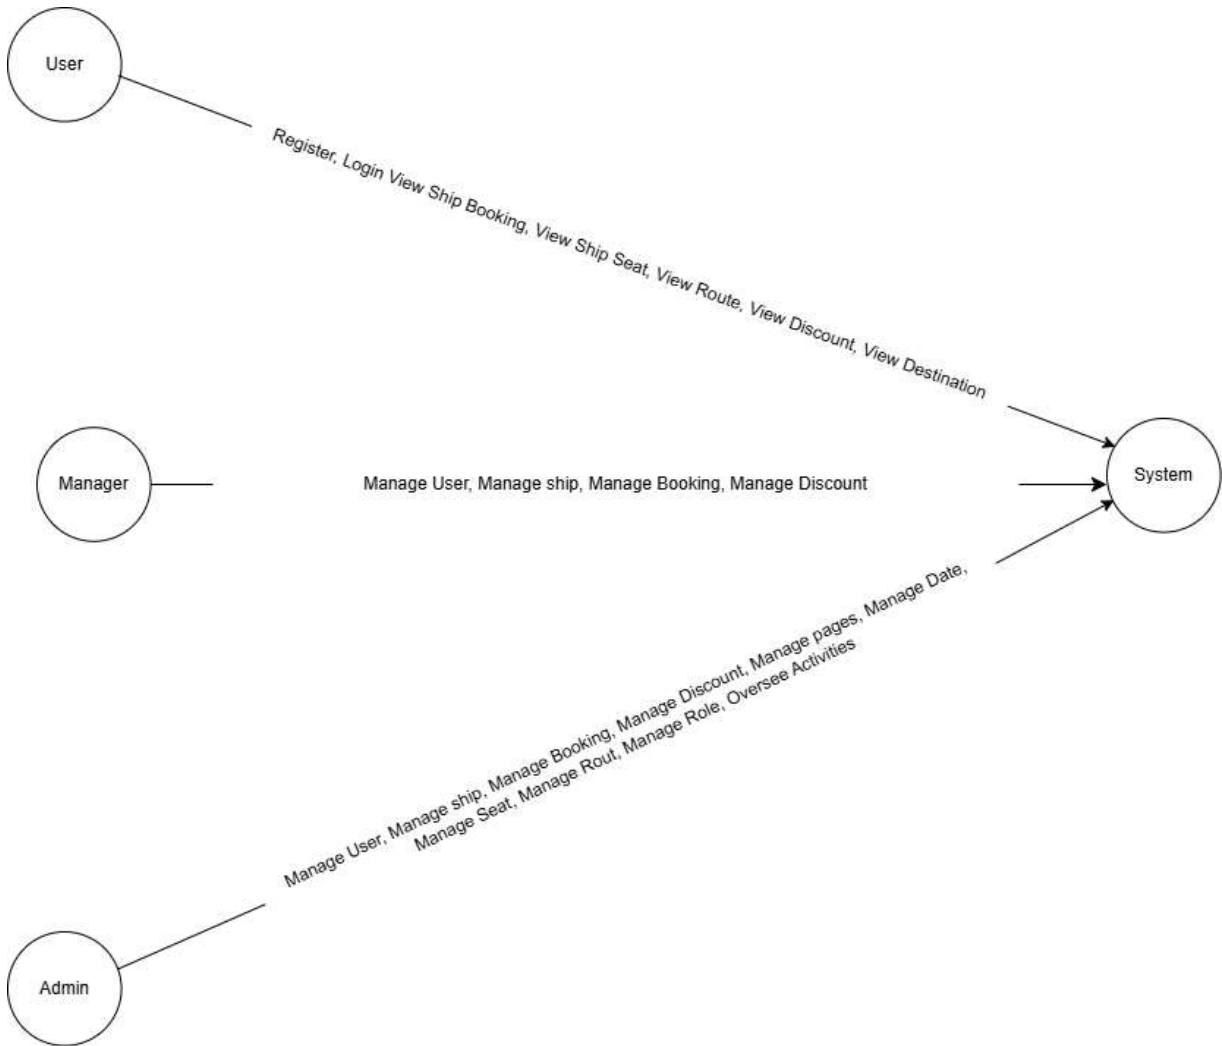 User
Register, Login View Ship Booking, View Ship Seat, View Route, View Discount, View Destination
Manager
Manage User, Manage ship, Manage Booking, Manage Discount
System
Manage User, Manage ship, Manage Booking, Manage Discount, Manage pages, Manage Date,
Manage Seat, Manage Rout, Manage Role, Oversee Activities
Admin